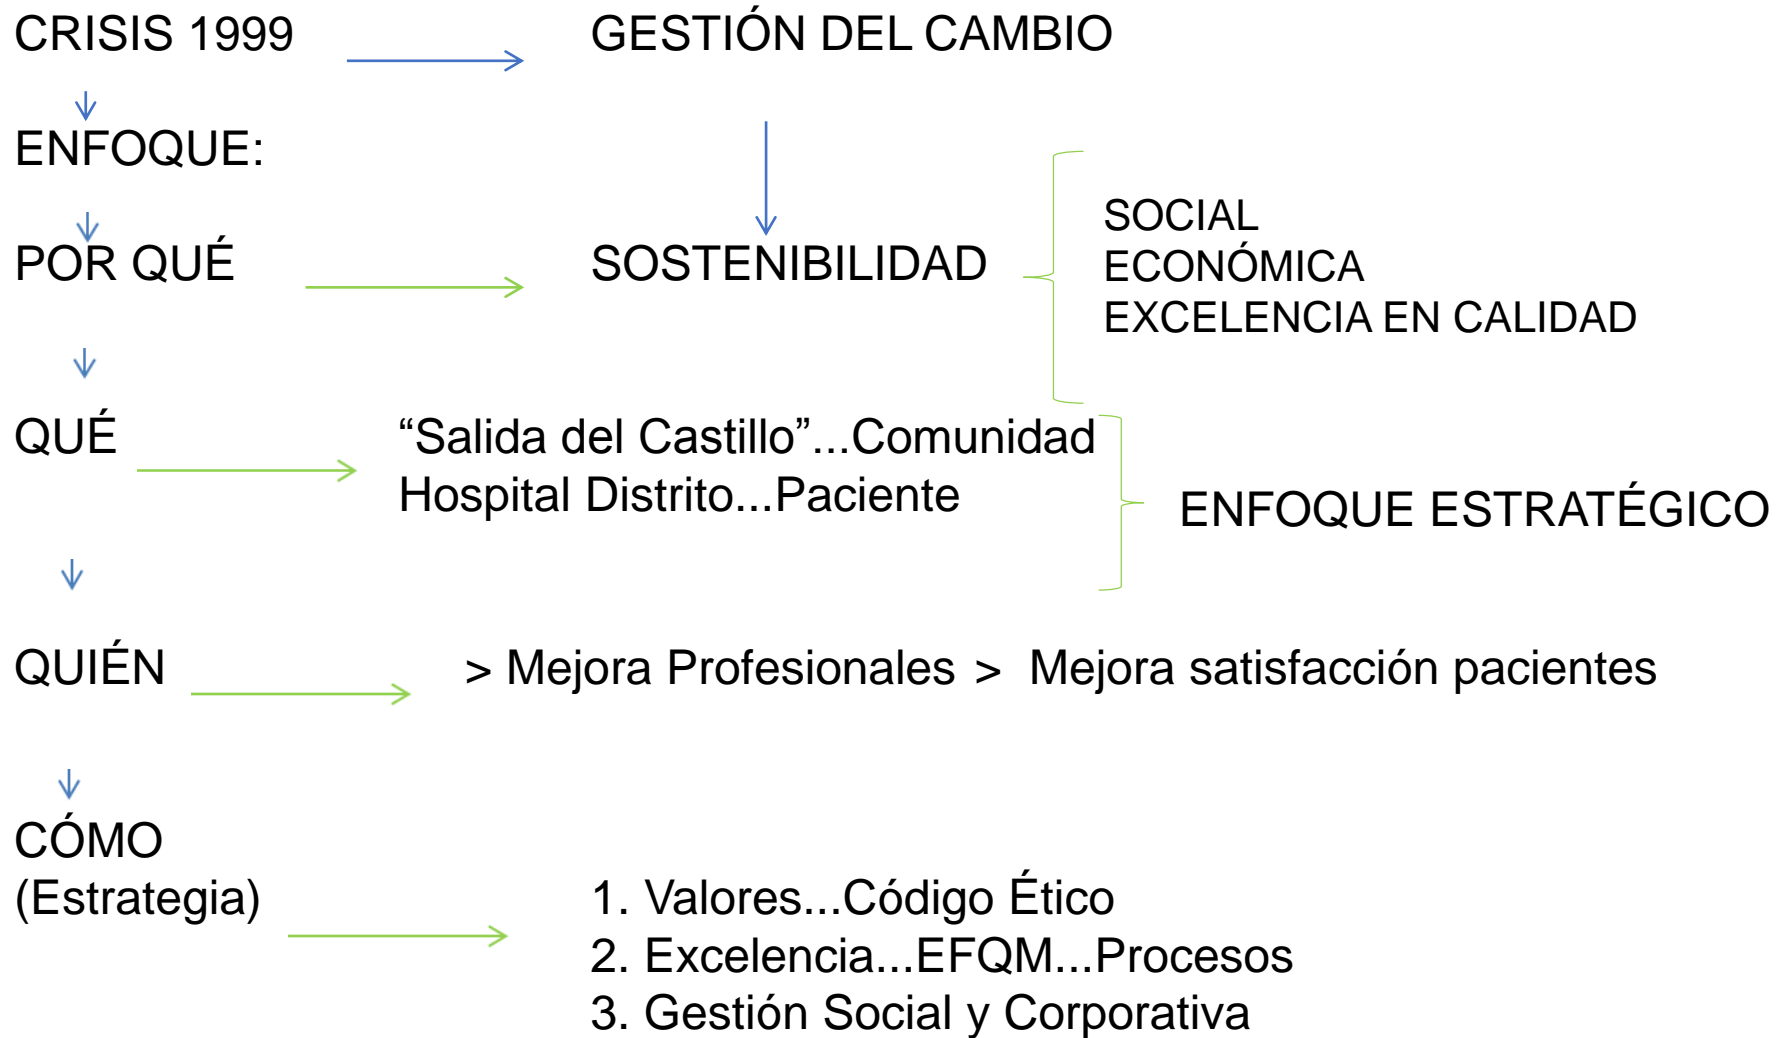 CRISIS 1999
GESTIÓN DEL CAMBIO
ENFOQUE:
POR QUÉ
SOSTENIBILIDAD
SOCIAL
ECONÓMICA
EXCELENCIA EN CALIDAD
QUÉ
“Salida del Castillo”...Comunidad
Hospital Distrito...Paciente
ENFOQUE ESTRATÉGICO
QUIÉN
> Mejora Profesionales > Mejora satisfacción pacientes
CÓMO
(Estrategia)
1. Valores...Código Ético
2. Excelencia...EFQM...Procesos
3. Gestión Social y Corporativa